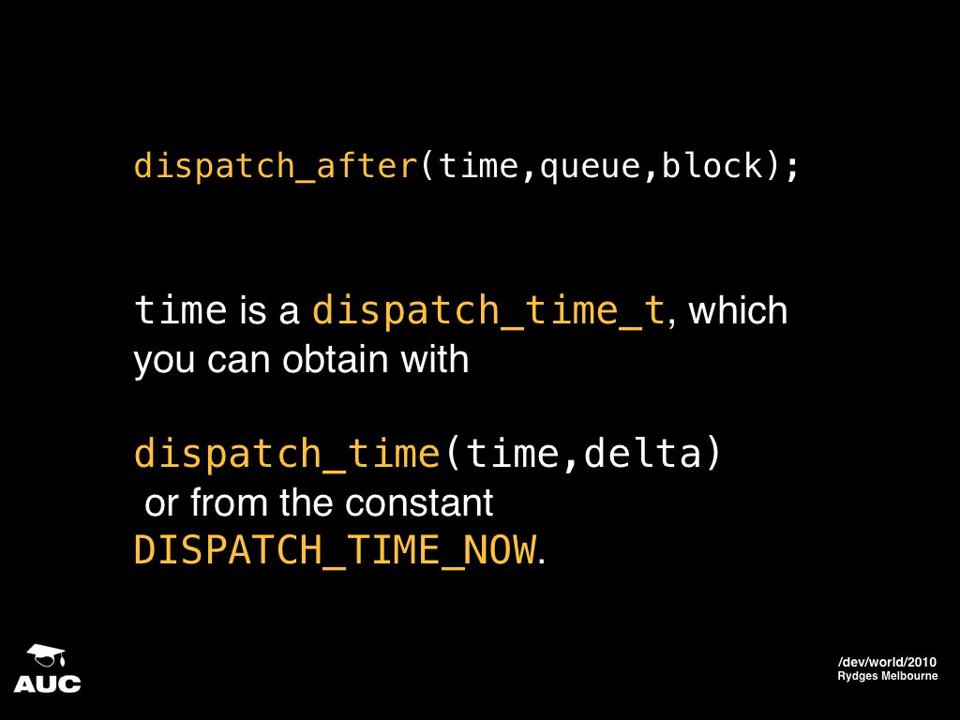 dispatch_after(time,queue,block);
time is a dispatch_time_t, which
you can obtain with
dispatch_time(time,delta)
or from the constant
DISPATCH_TIME_NOW.
AUC
/dev/world/2010
Rydges Melbourne